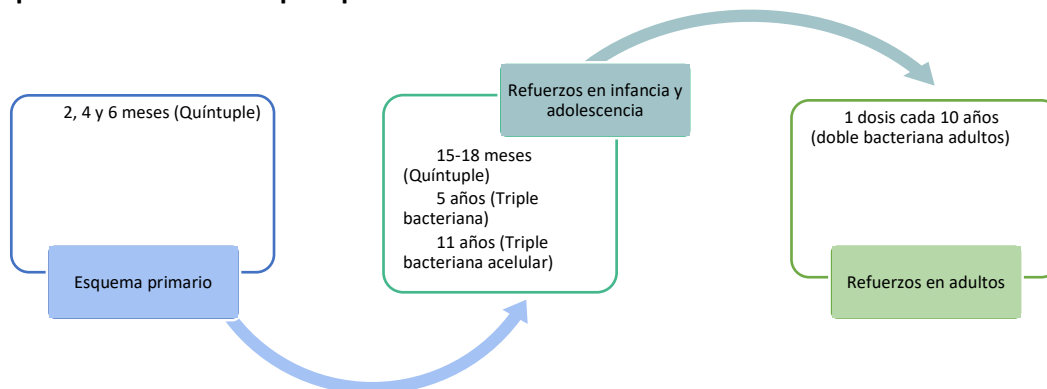 2, 4 y 6 meses (Quíntuple)
Esquema primario
Refuerzos en infancia y
adolescencia
15-18 meses
(Quíntuple)
5 años (Triple
bacteriana)
11 años (Triple
bacteriana acelular)
1 dosis cada 10 años
(doble bacteriana adultos)
Refuerzos en adultos